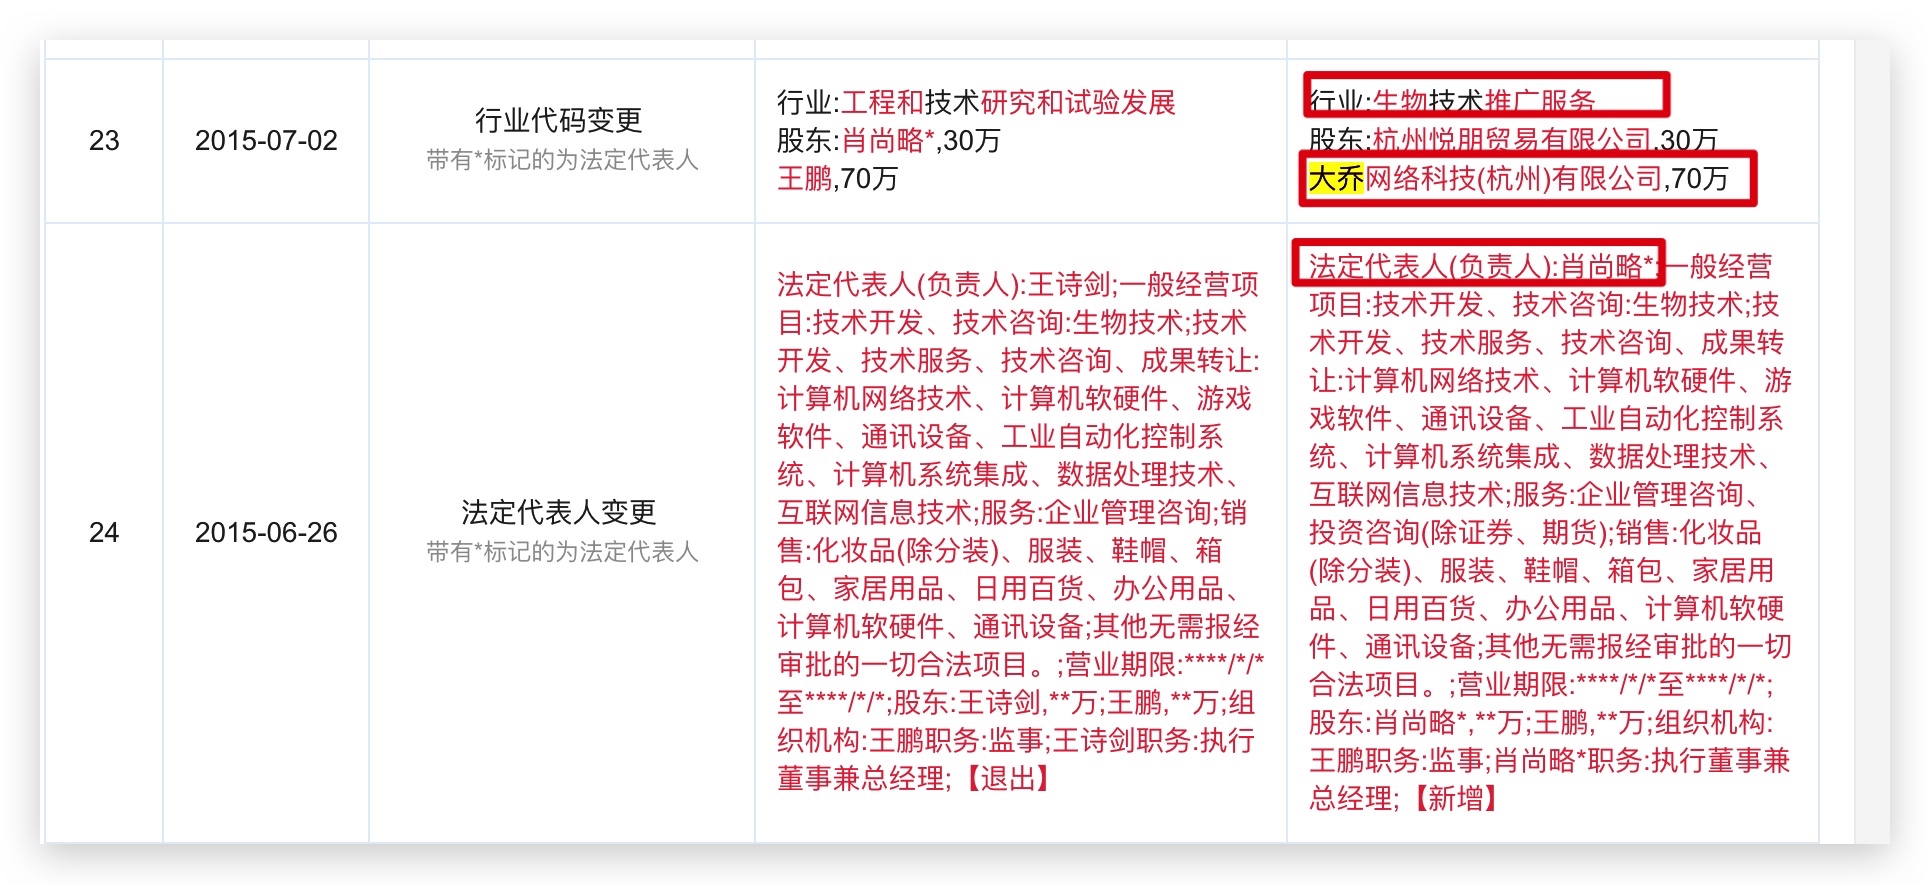 23
2015-07-02
行业代码变更
带有*标记的为法定代表人
行业:工程和技术研究和试验发展
股东:肖尚略*,30万
王鹏,70万
行业:生物技术推广服务
股东:杭州悦朋贸易有限公司,30万
大乔网络科技(杭州)有限公司,70万
24
2015-06-26
法定代表人变更
带有*标记的为法定代表人
法定代表人(负责人):王诗剑;一般经营项
目:技术开发、技术咨询:生物技术;技术
开发、技术服务、技术咨询、成果转让:
计算机网络技术、计算机软硬件、游戏
软件、通讯设备、工业自动化控制系
统、计算机系统集成、数据处理技术、
互联网信息技术;服务:企业管理咨询;销
售:化妆品(除分装)、服装、鞋帽、箱
包、家居用品、日用百货、办公用品、
计算机软硬件、通讯设备;其他无需报经
审批的一切合法项目。;营业期限:****/*/*
至****/*/*;股东:王诗剑,**万;王鹏,**万;组
织机构:王鹏职务:监事;王诗剑职务:执行
董事兼总经理;【退出】
法定代表人(负责人):肖尚略*;一般经营
项目:技术开发、技术咨询:生物技术;技
术开发、技术服务、技术咨询、成果转
让:计算机网络技术、计算机软硬件、游
戏软件、通讯设备、工业自动化控制系
统、计算机系统集成、数据处理技术、
互联网信息技术;服务:企业管理咨询、
投资咨询(除证券、期货);销售:化妆品
(除分装)、服装、鞋帽、箱包、家居用
品、日用百货、办公用品、计算机软硬
件、通讯设备;其他无需报经审批的一切
合法项目。;营业期限:****/*/*至****/*/*;
股东:肖尚略*,**万;王鹏,**万;组织机构:
王鹏职务:监事;肖尚略*职务:执行董事兼
总经理;【新增】